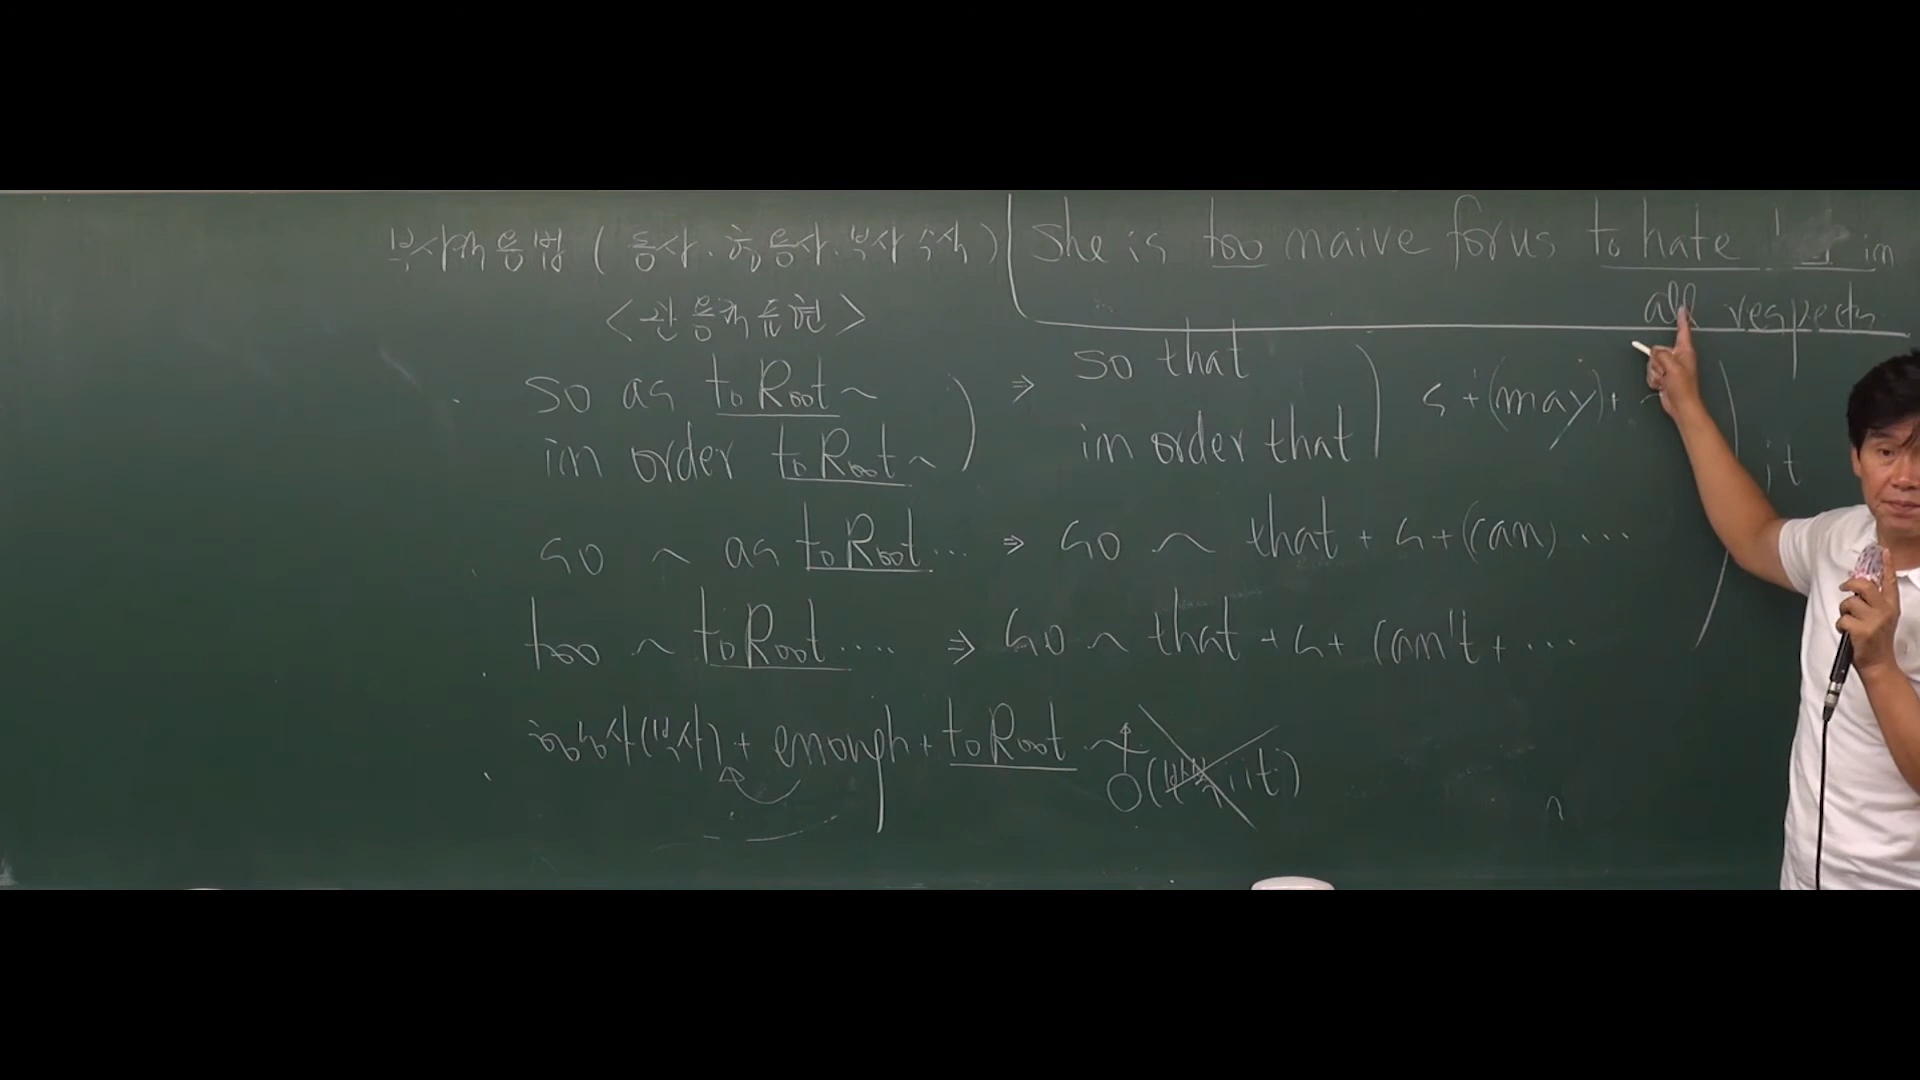 부사적 용법 ( 동사. 형용사. 부사 수식 )
<관용적 표현>
She is too naive for us to hate in
all respects
so as to Root ~
in order to Root ~
⇒ so that
in order that
S + (may) +
it
so ~ as to Root ... ⇒ so ~ that + S + (can) ...
too ~ to Root .... ⇒ so ~ that + S + can't + ...
형용사(부사) + enough + to Root ~